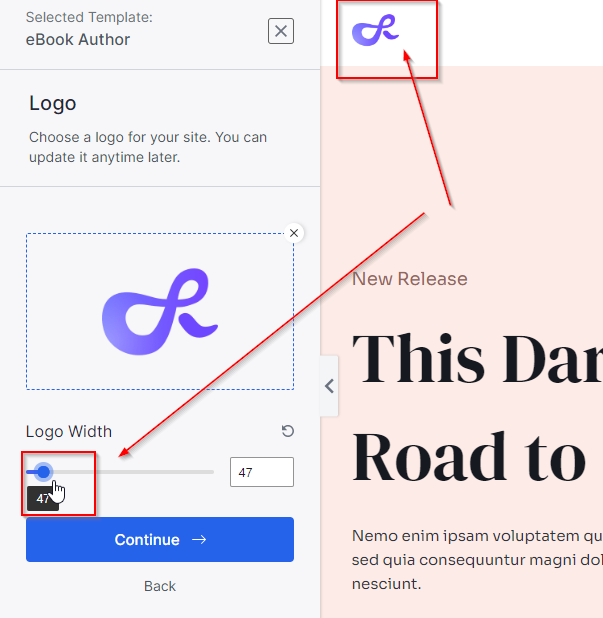 Selected Template:
eBook Author
Logo
Choose a logo for your site. You can
update it anytime later.
Logo Width
47
47
Continue
Back
New Release
This Dar
Road to
Nemo enim ipsam voluptatem qu
sed quia consequuntur magni dol
nesciunt.